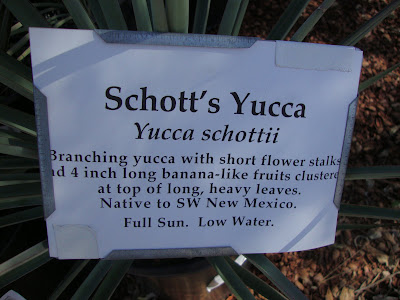 Schott's Yucca
Yucca schottii
Branching yucca with short flower stalks
nd 4 inch long banana-like fruits clustere
at top of long, heavy leaves.
Native to SW New Mexico.
Full Sun. Low Water.